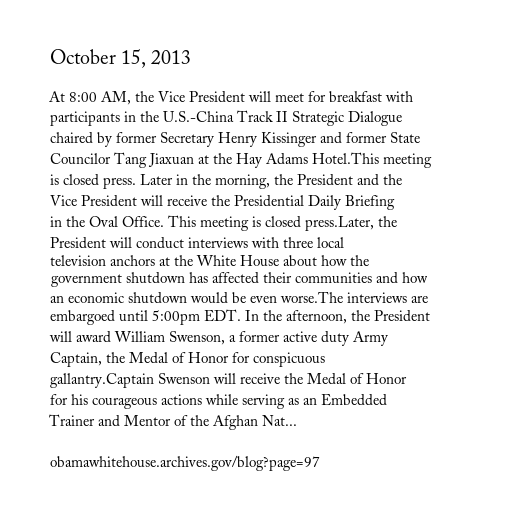 October 15, 2013
At 8:00 AM, the Vice President will meet for breakfast with
participants in the U.S.-China Track II Strategic Dialogue
chaired by former Secretary Henry Kissinger and former State
Councilor Tang Jiaxuan at the Hay Adams Hotel.This meeting
is closed press. Later in the morning, the President and the
Vice President will receive the Presidential Daily Briefing
in the Oval Office. This meeting is closed press.Later, the
President will conduct interviews with three local
television anchors at the White House about how the
government shutdown has affected their communities and how
an economic shutdown would be even worse.The interviews are
embargoed until 5:00pm EDT. In the afternoon, the President
will award William Swenson, a former active duty Army
Captain, the Medal of Honor for conspicuous
gallantry.Captain Swenson will receive the Medal of Honor
for his courageous actions while serving as an Embedded
Trainer and Mentor of the Afghan Nat...
obamawhitehouse.archives.gov/blog?page=97